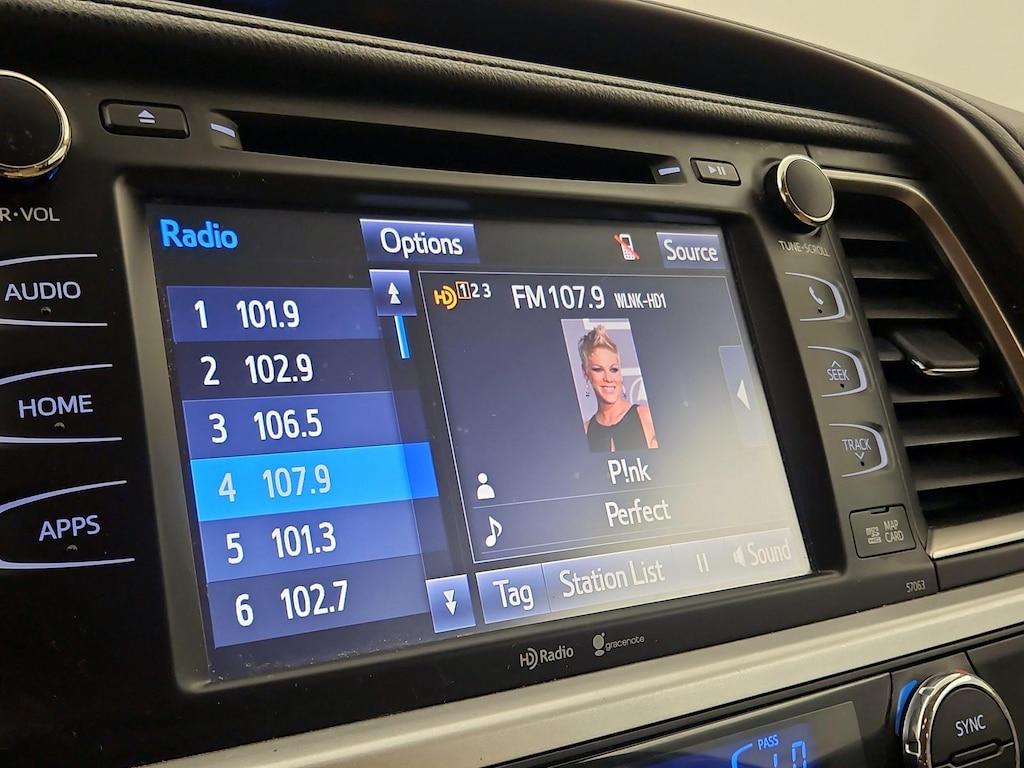 R·VOL
AUDIO
HOME
APPS
Radio
Options
Source
1 101.9
2 102.9
3 106.5
4 107.9
5 101.3
6 102.7
HD 1 2 3 FM 107.9 WLNK-HD1
P!nk
Perfect
Tag
Station List
Sound
HD Radio
gracenote
TUNE·SCROLL
SEEK
TRACK
MAP
CARD
57063
PASS
SYNC